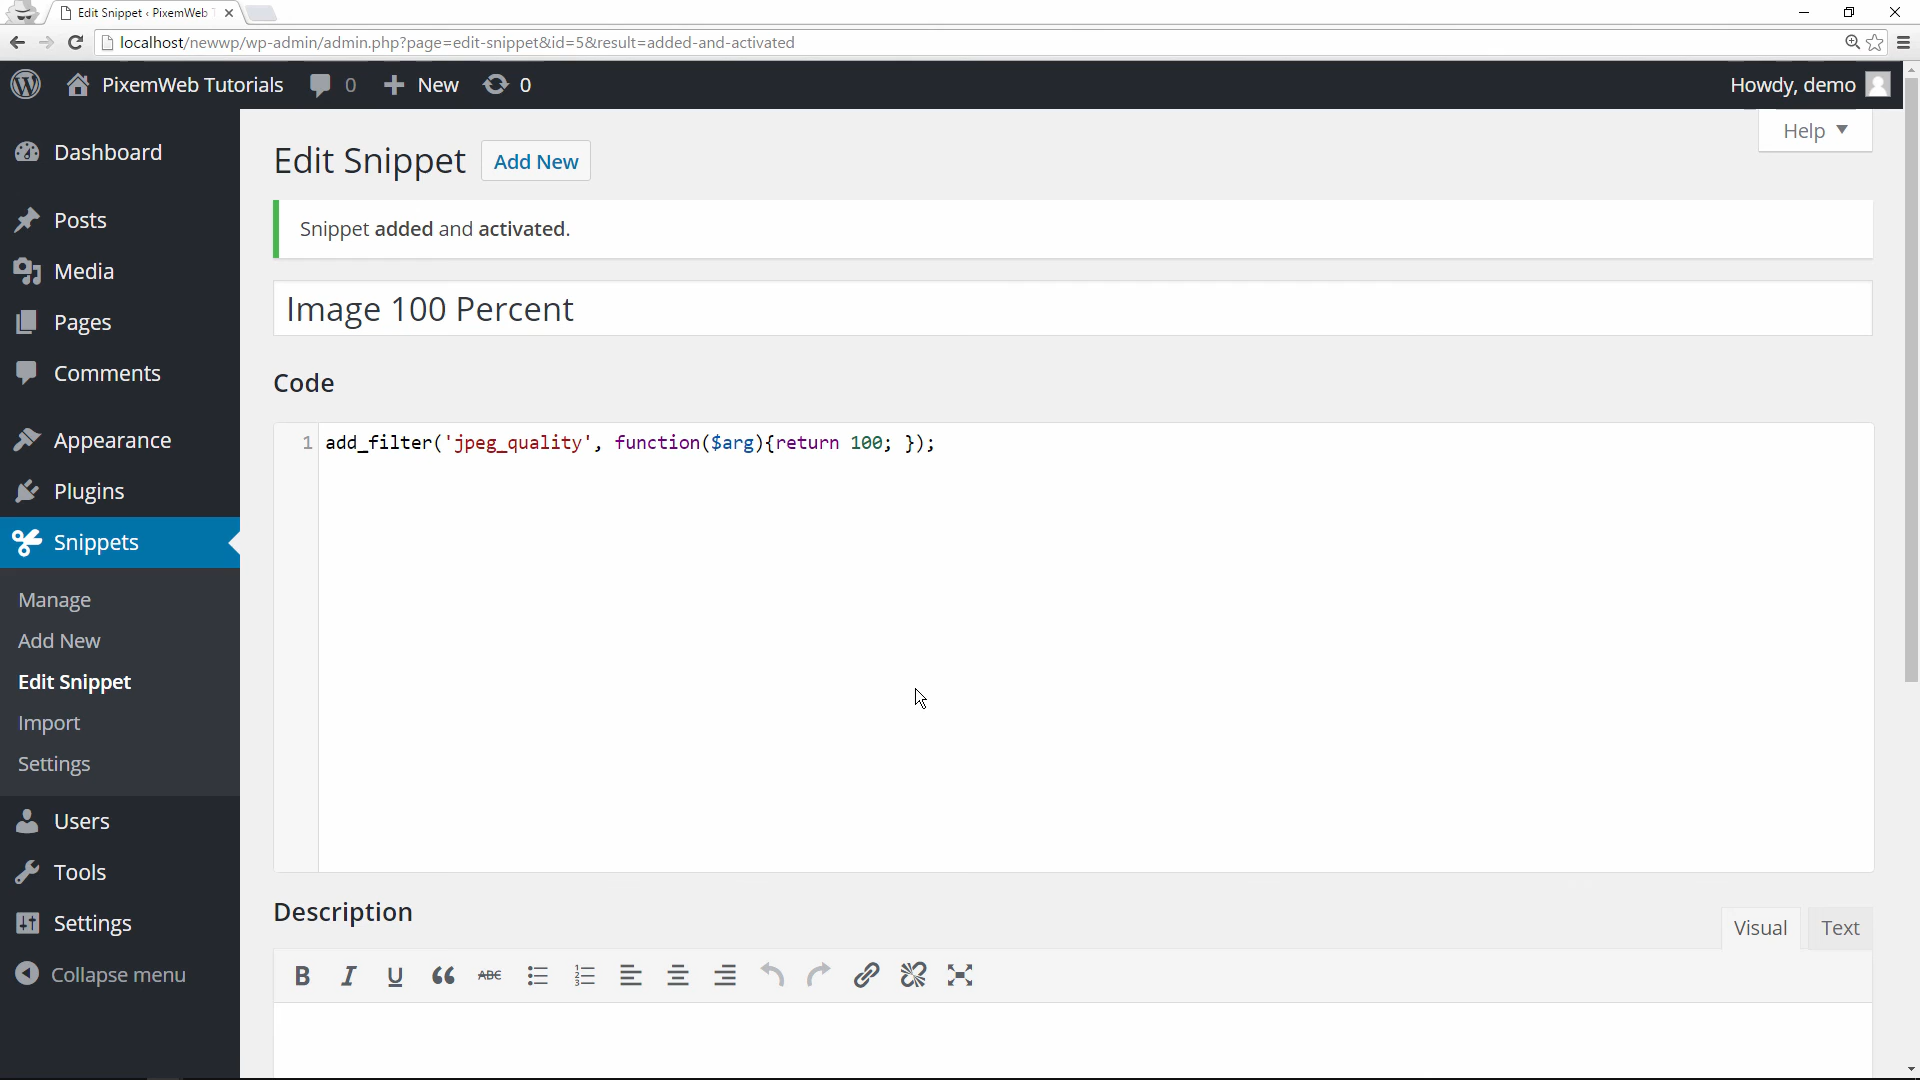 Edit Snippet ‹ PixemWeb T
localhost/newwp/wp-admin/admin.php?page=edit-snippet&id=5&result=added-and-activated
PixemWeb Tutorials 0 New 0 Howdy, demo
Help
Dashboard
Posts
Media
Pages
Comments
Appearance
Plugins
Snippets
Manage
Add New
Edit Snippet
Import
Settings
Users
Tools
Settings
Collapse menu
Edit Snippet Add New
Snippet added and activated.
Image 100 Percent
Code
1 add_filter('jpeg_quality', function($arg){return 100; });
Description
Visual Text
B I U ABC